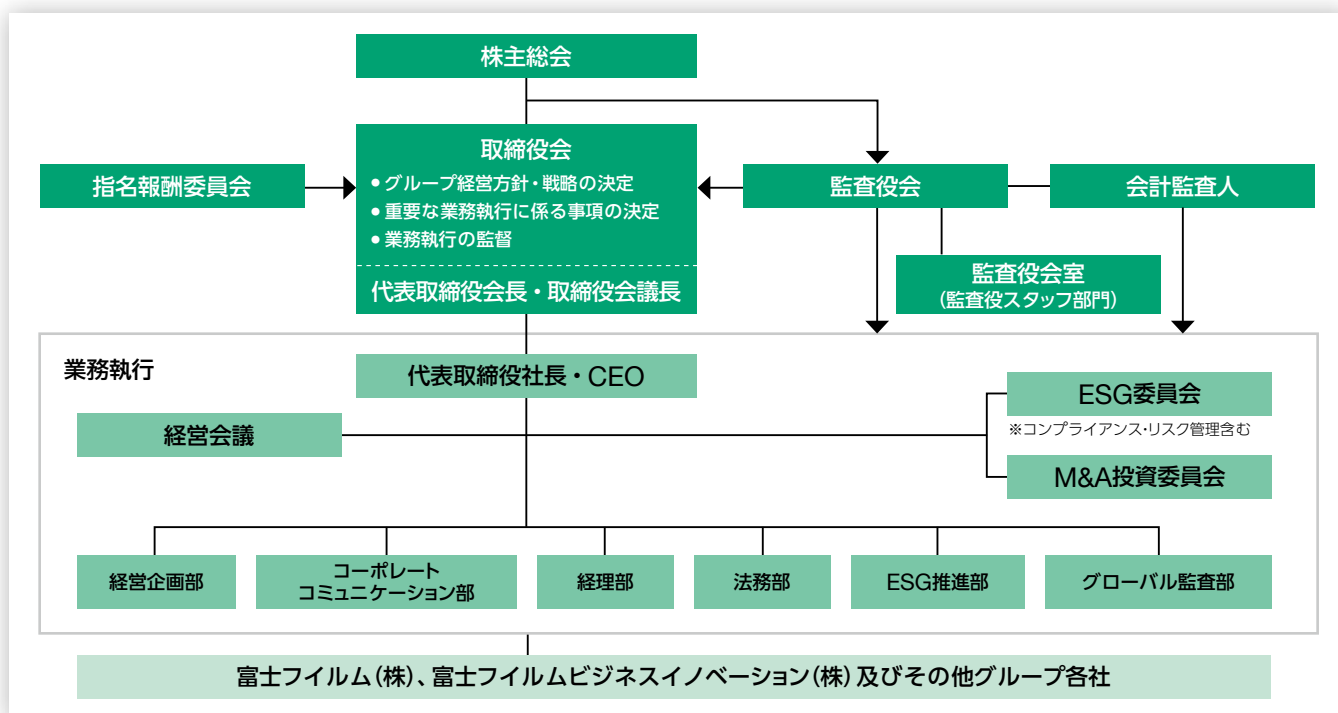 株主総会
取締役会
● グループ経営方針・戦略の決定
● 重要な業務執行に係る事項の決定
● 業務執行の監督
代表取締役会長・取締役会議長
指名報酬委員会
監査役会
会計監査人
監査役会室
(監査役スタッフ部門)
業務執行
代表取締役社長・CEO
経営会議
ESG委員会
※コンプライアンス・リスク管理含む
M&A投資委員会
経営企画部
コーポレート
コミュニケーション部
経理部
法務部
ESG推進部
グローバル監査部
富士フイルム(株)、富士フイルムビジネスイノベーション(株)及びその他グループ各社